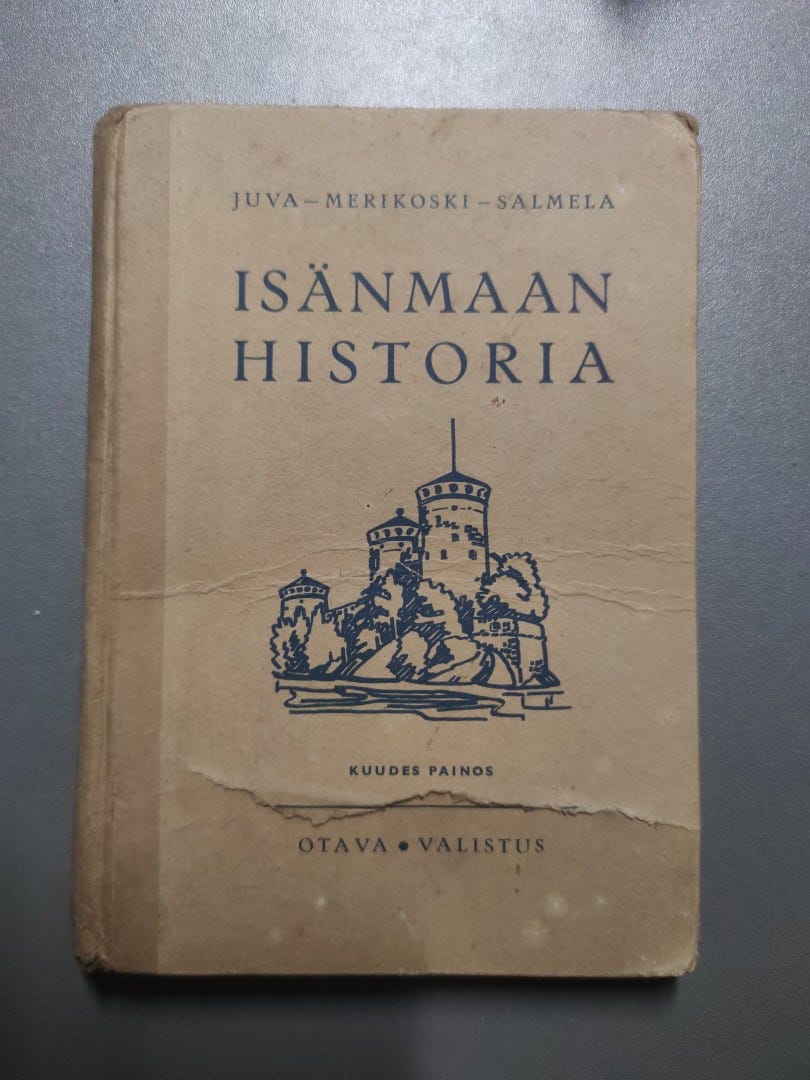 JUVA – MERIKOSKI – SALMELA
ISÄNMAAN
HISTORIA
KUUDES PAINOS
OTAVA • VALISTUS